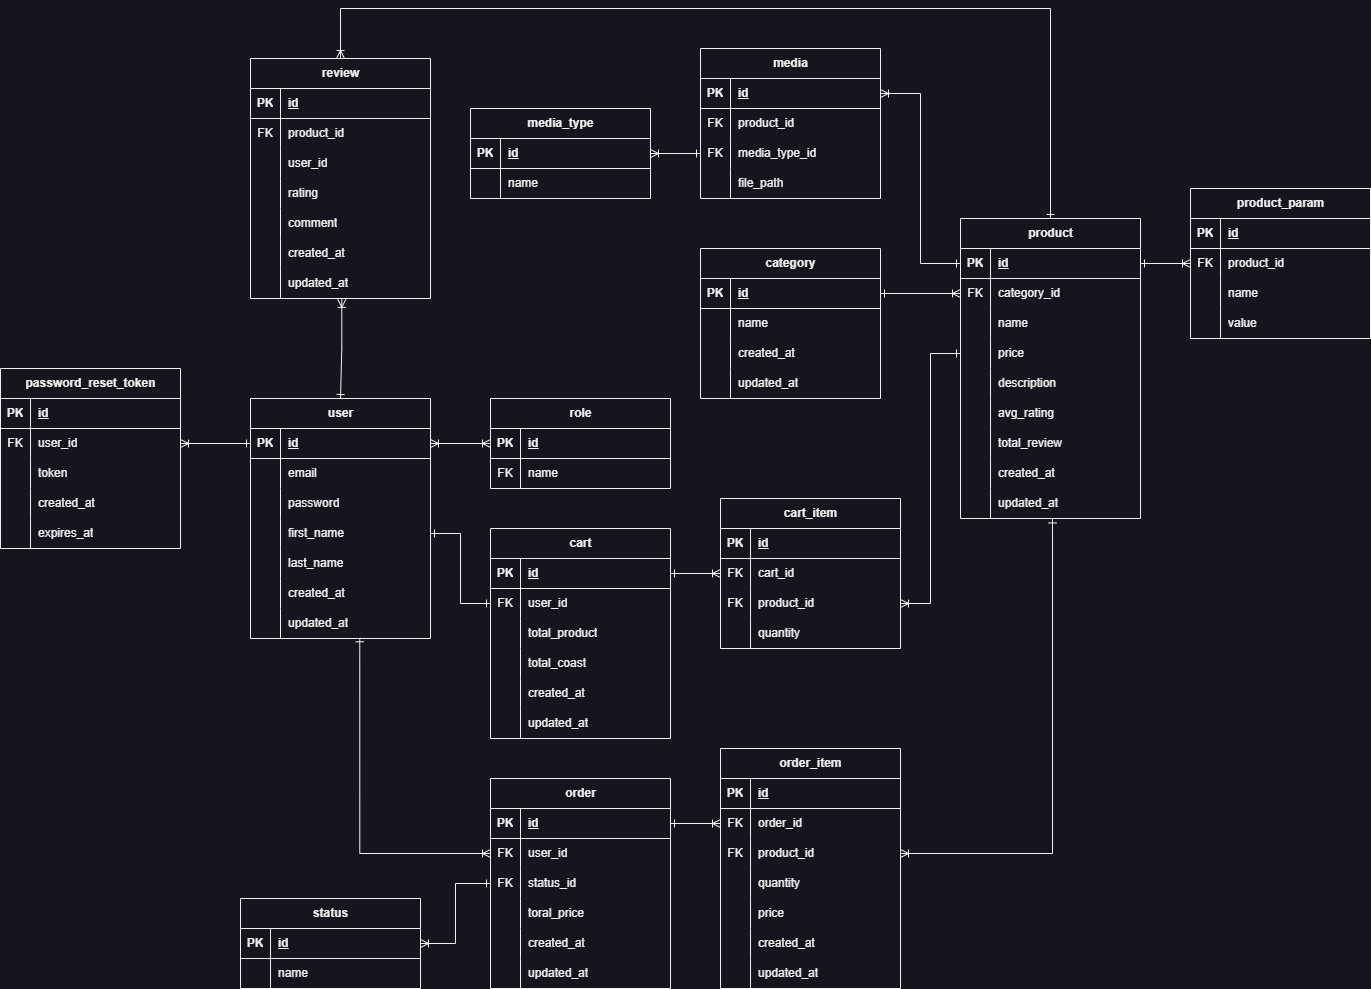 review
PK id
FK product_id
user_id
rating
comment
created_at
updated_at
media_type
PK id
name
media
PK id
FK product_id
FK media_type_id
file_path
category
PK id
name
created_at
updated_at
product
PK id
FK category_id
name
price
description
avg_rating
total_review
created_at
updated_at
product_param
PK id
FK product_id
name
value
password_reset_token
PK id
FK user_id
token
created_at
expires_at
user
PK id
email
password
first_name
last_name
created_at
updated_at
role
PK id
FK name
cart
PK id
FK user_id
total_product
total_coast
created_at
updated_at
cart_item
PK id
FK cart_id
FK product_id
quantity
order
PK id
FK user_id
FK status_id
toral_price
created_at
updated_at
order_item
PK id
FK order_id
FK product_id
quantity
price
created_at
updated_at
status
PK id
name